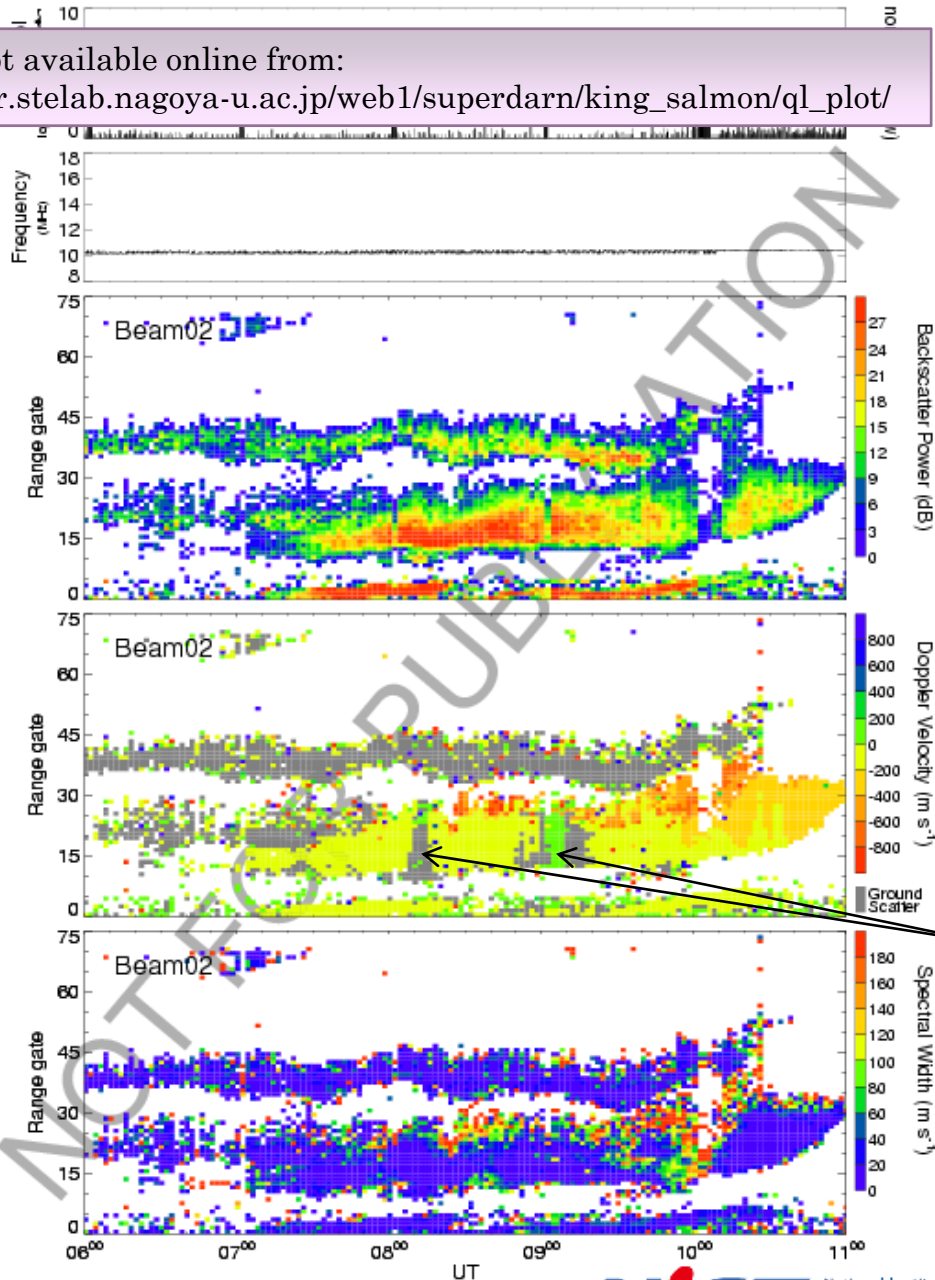 10
no
ot available online from:
r.stelab.nagoya-u.ac.jp/web1/superdarn/king_salmon/ql_plot/
0
w)
18
16
14
12
10
8
Frequency
(MHz)
75
60
45
30
15
0
Range gate
Beam02
27
24
21
18
15
12
9
6
3
0
Backscatter Power (dB)
75
60
45
30
15
0
Range gate
Beam02
800
600
400
200
0
-200
-400
-600
-800
Ground
Scatter
Doppler Velocity (m s⁻¹)
75
60
45
30
15
0
Range gate
Beam02
180
160
140
120
100
80
60
40
20
0
Spectral Width (m s⁻¹)
06⁰⁰ 07⁰⁰ 08⁰⁰ 09⁰⁰ 10⁰⁰ 11⁰⁰
UT
NOT FOR PUBLICATION